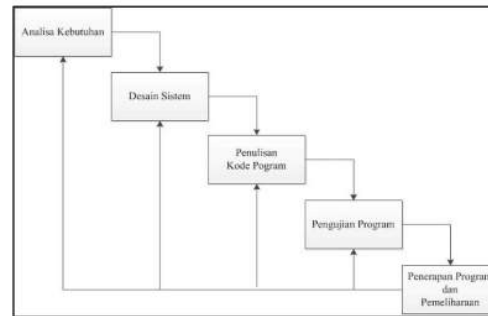 Analisa Kebutuhan
Desain Sistem
Penulisan
Kode Pogram
Pengujian Program
Penerapan Program
dan
Pemeliharaan